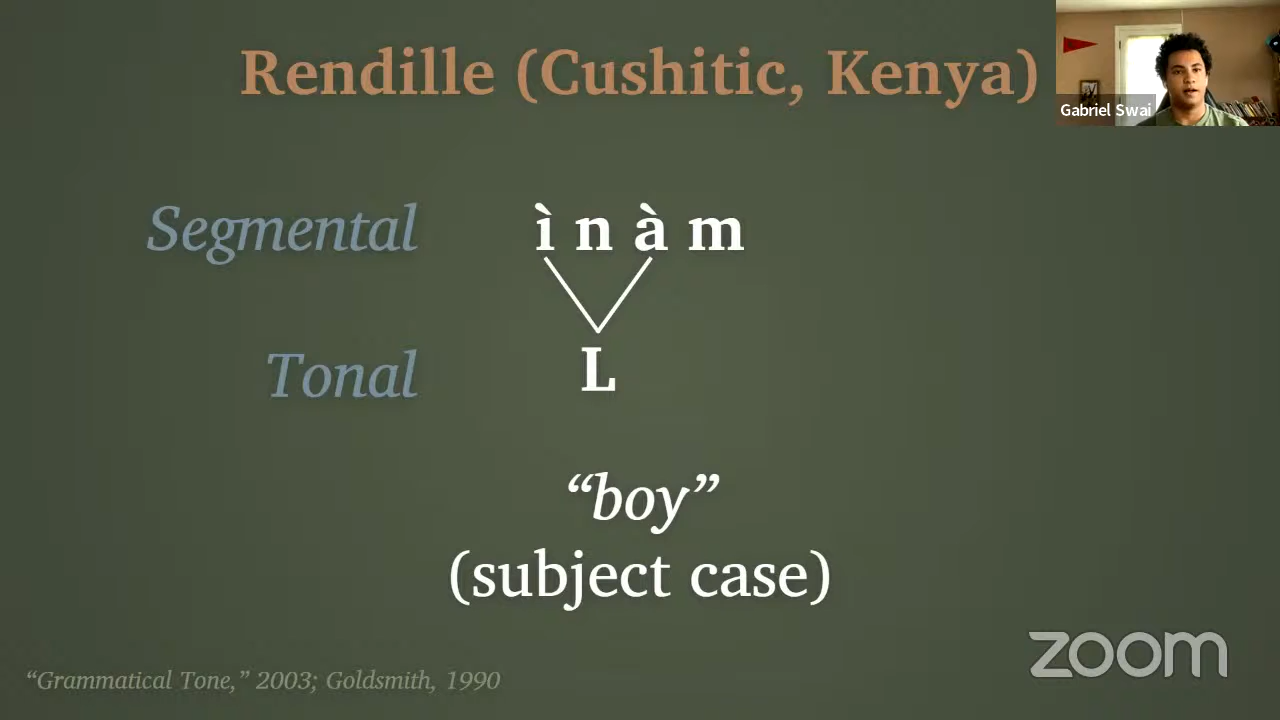 Rendille (Cushitic, Kenya)
Gabriel Swai
Segmental
ì n à m
Tonal
L
“boy”
(subject case)
“Grammatical Tone,” 2003; Goldsmith, 1990
zoom